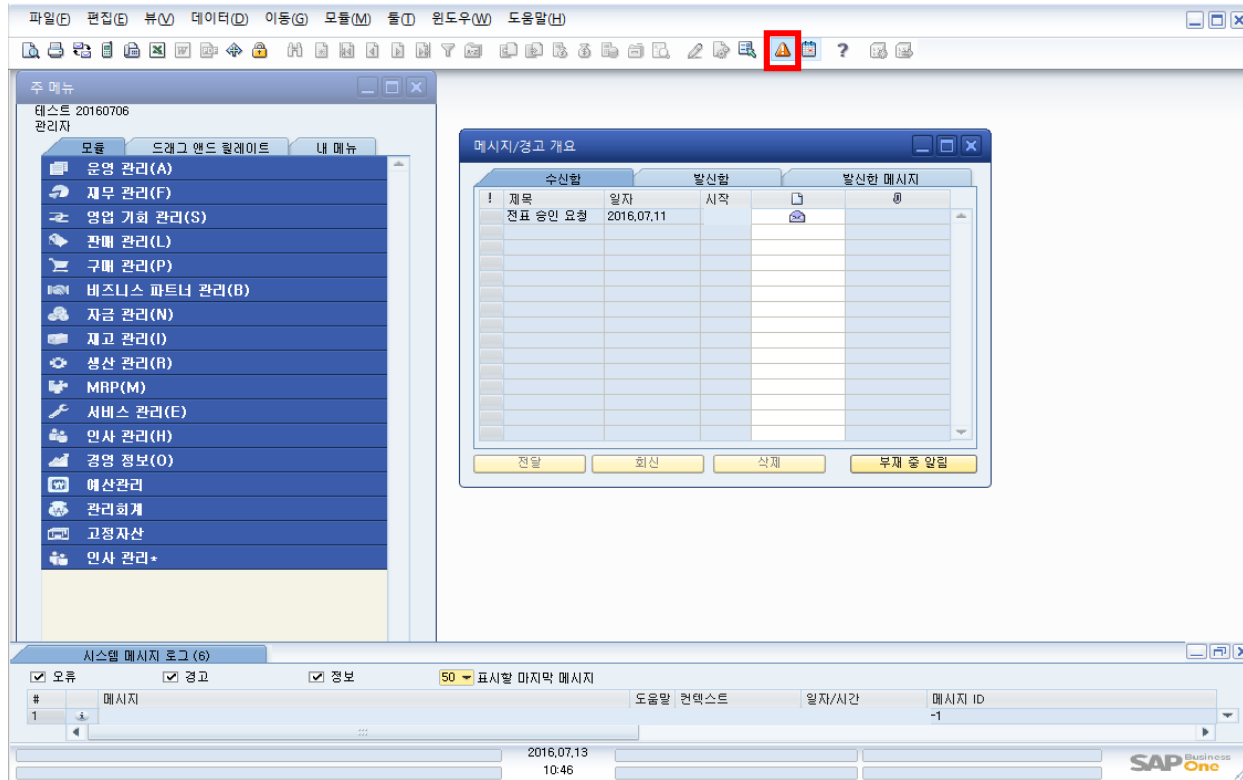 파일(F) 편집(E) 뷰(V) 데이터(D) 이동(G) 모듈(M) 툴(T) 윈도우(W) 도움말(H)
주 메뉴
테스트 20160706
관리자
모듈 드래그 앤드 릴레이트 내 메뉴
운영 관리(A)
재무 관리(F)
영업 기회 관리(S)
판매 관리(L)
구매 관리(P)
비즈니스 파트너 관리(B)
자금 관리(N)
재고 관리(I)
생산 관리(R)
MRP(M)
서비스 관리(E)
인사 관리(H)
경영 정보(O)
예산관리
관리회계
고정자산
인사 관리*
메시지/경고 개요
수신함 발신함 발신한 메시지
! 제목 일자 시작
전표 승인 요청 2016,07,11
전달 회신 삭제 부재 중 알림
시스템 메시지 로그 (6)
오류 경고 정보 50 표시할 마지막 메시지
# 메시지 도움말 컨텍스트 일자/시간 메시지 ID
1 -1
2016,07,13
10:46
SAP Business One